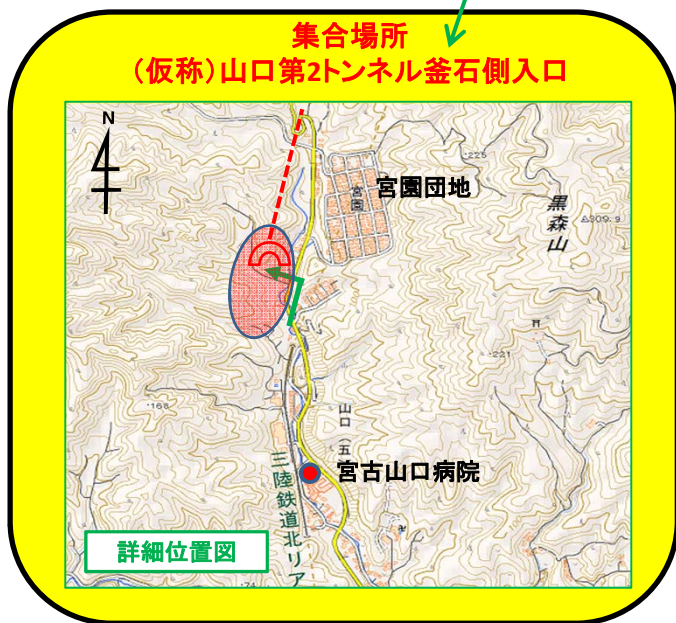 集合場所
(仮称)山口第2トンネル釜石側入口
N
・225
宮園
宮園団地
黒森山
△309.9
・221
・168
山口(五
宮古山口病院
三陸鉄道北リア
詳細位置図
・74